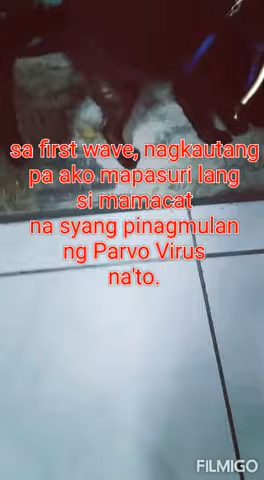 sa first wave, nagkautang
pa ako mapasuri lang
si mamacat
na syang pinagmulan
ng Parvo Virus
na'to.
FILMIGO